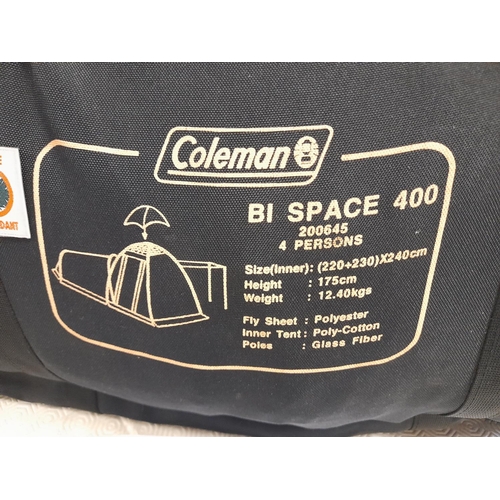 Coleman
BI SPACE 400
200645
4 PERSONS
Size(Inner): (220+230)X240cm
Height : 175cm
Weight : 12.40kgs
Fly Sheet : Polyester
Inner Tent : Poly-Cotton
Poles : Glass Fiber